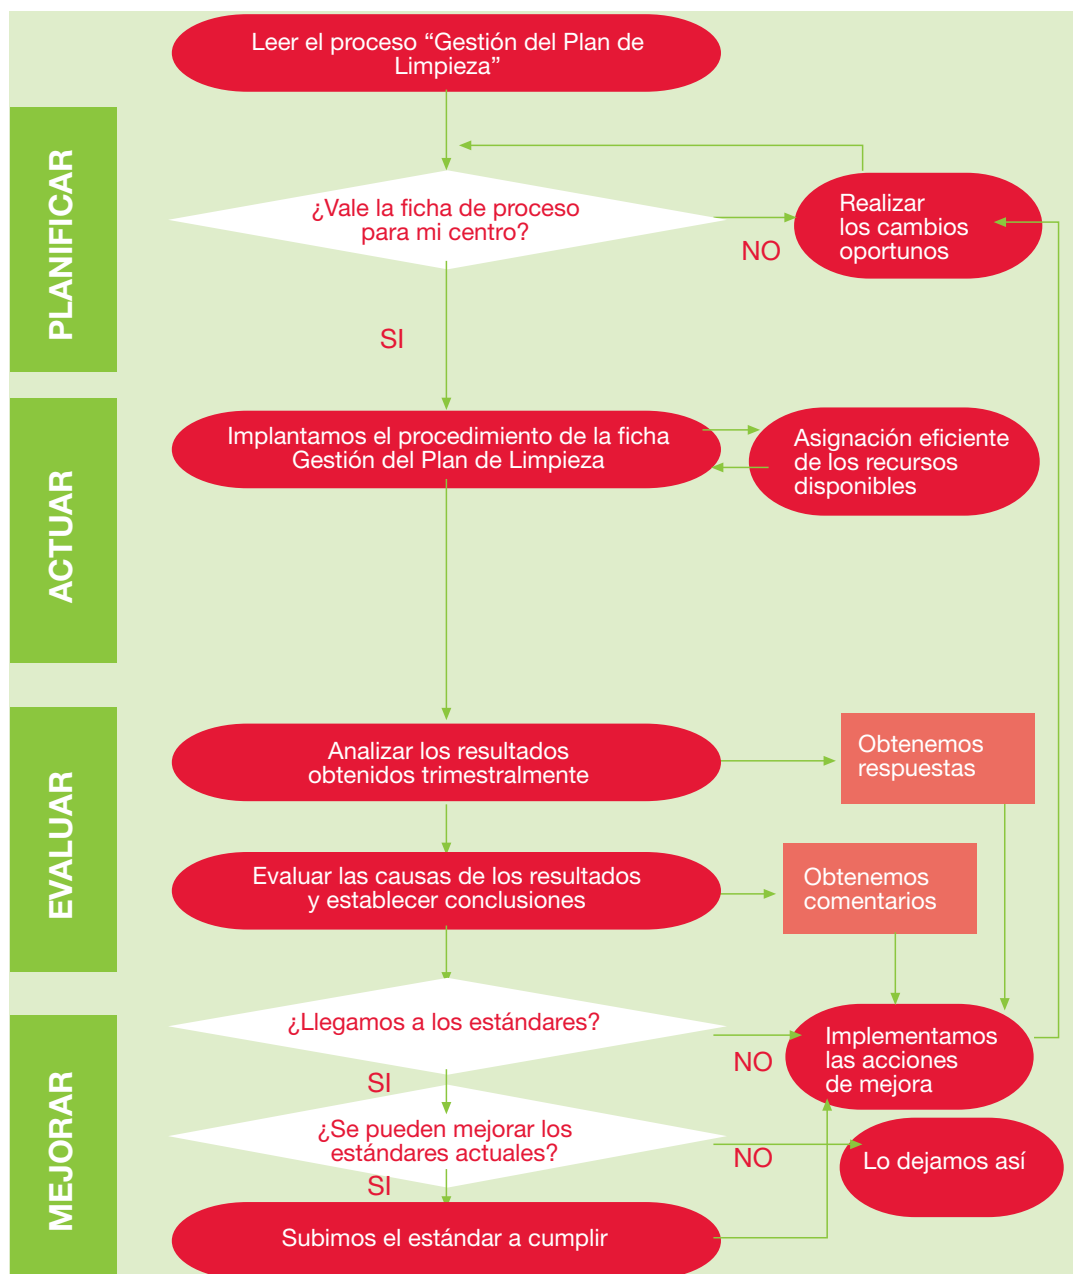 Leer el proceso “Gestión del Plan de
Limpieza”
PLANIFICAR
¿Vale la ficha de proceso
para mi centro?
NO
Realizar
los cambios
oportunos
SI
ACTUAR
Implantamos el procedimiento de la ficha
Gestión del Plan de Limpieza
Asignación eficiente
de los recursos
disponibles
EVALUAR
Analizar los resultados
obtenidos trimestralmente
Obtenemos
respuestas
Evaluar las causas de los resultados
y establecer conclusiones
Obtenemos
comentarios
MEJORAR
¿Llegamos a los estándares?
NO
Implementamos
las acciones
de mejora
SI
¿Se pueden mejorar los
estándares actuales?
NO
Lo dejamos así
SI
Subimos el estándar a cumplir